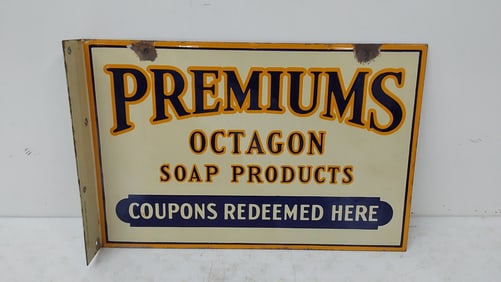 PREMIUMS
OCTAGON
SOAP PRODUCTS
COUPONS REDEEMED HERE